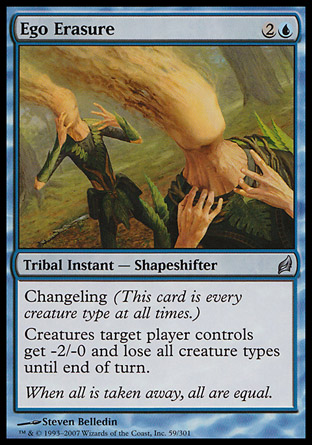 Ego Erasure
2
Tribal Instant — Shapeshifter
Changeling (This card is every
creature type at all times.)
Creatures target player controls
get -2/-0 and lose all creature types
until end of turn.
When all is taken away, all are equal.
Steven Belledin
™ & © 1993–2007 Wizards of the Coast, Inc. 59/301